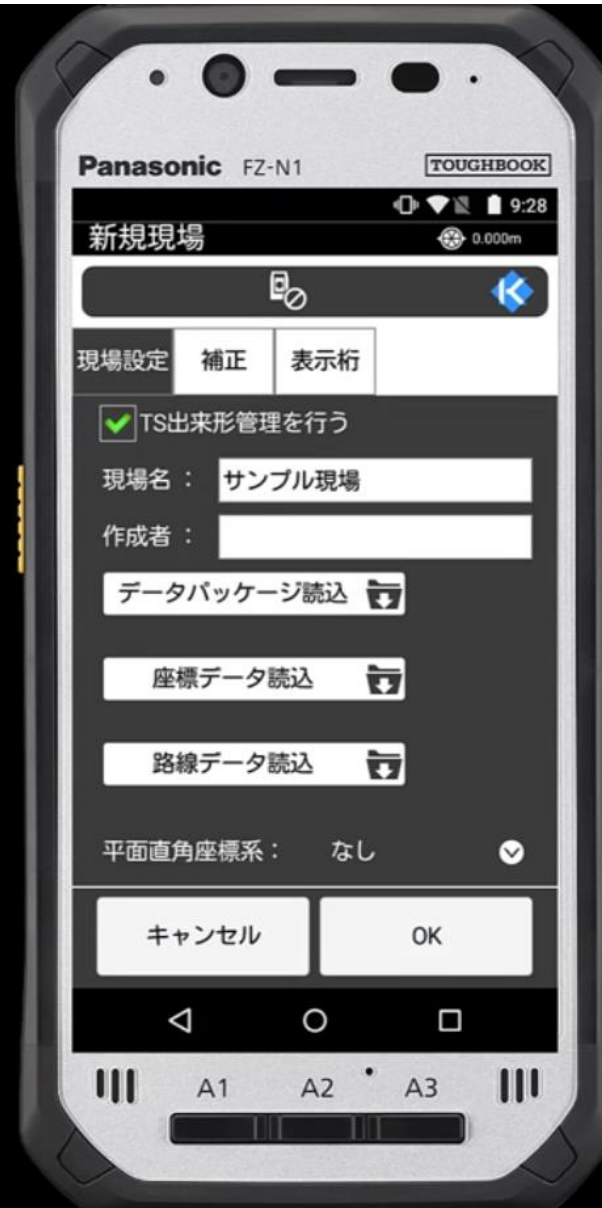 Panasonic FZ-N1 TOUGHBOOK
9:28
新規現場 0.000m
現場設定 補正 表示桁
TS出来形管理を行う
現場名 : サンプル現場
作成者 :
データパッケージ読込
座標データ読込
路線データ読込
平面直角座標系: なし
キャンセル OK
A1 A2 A3